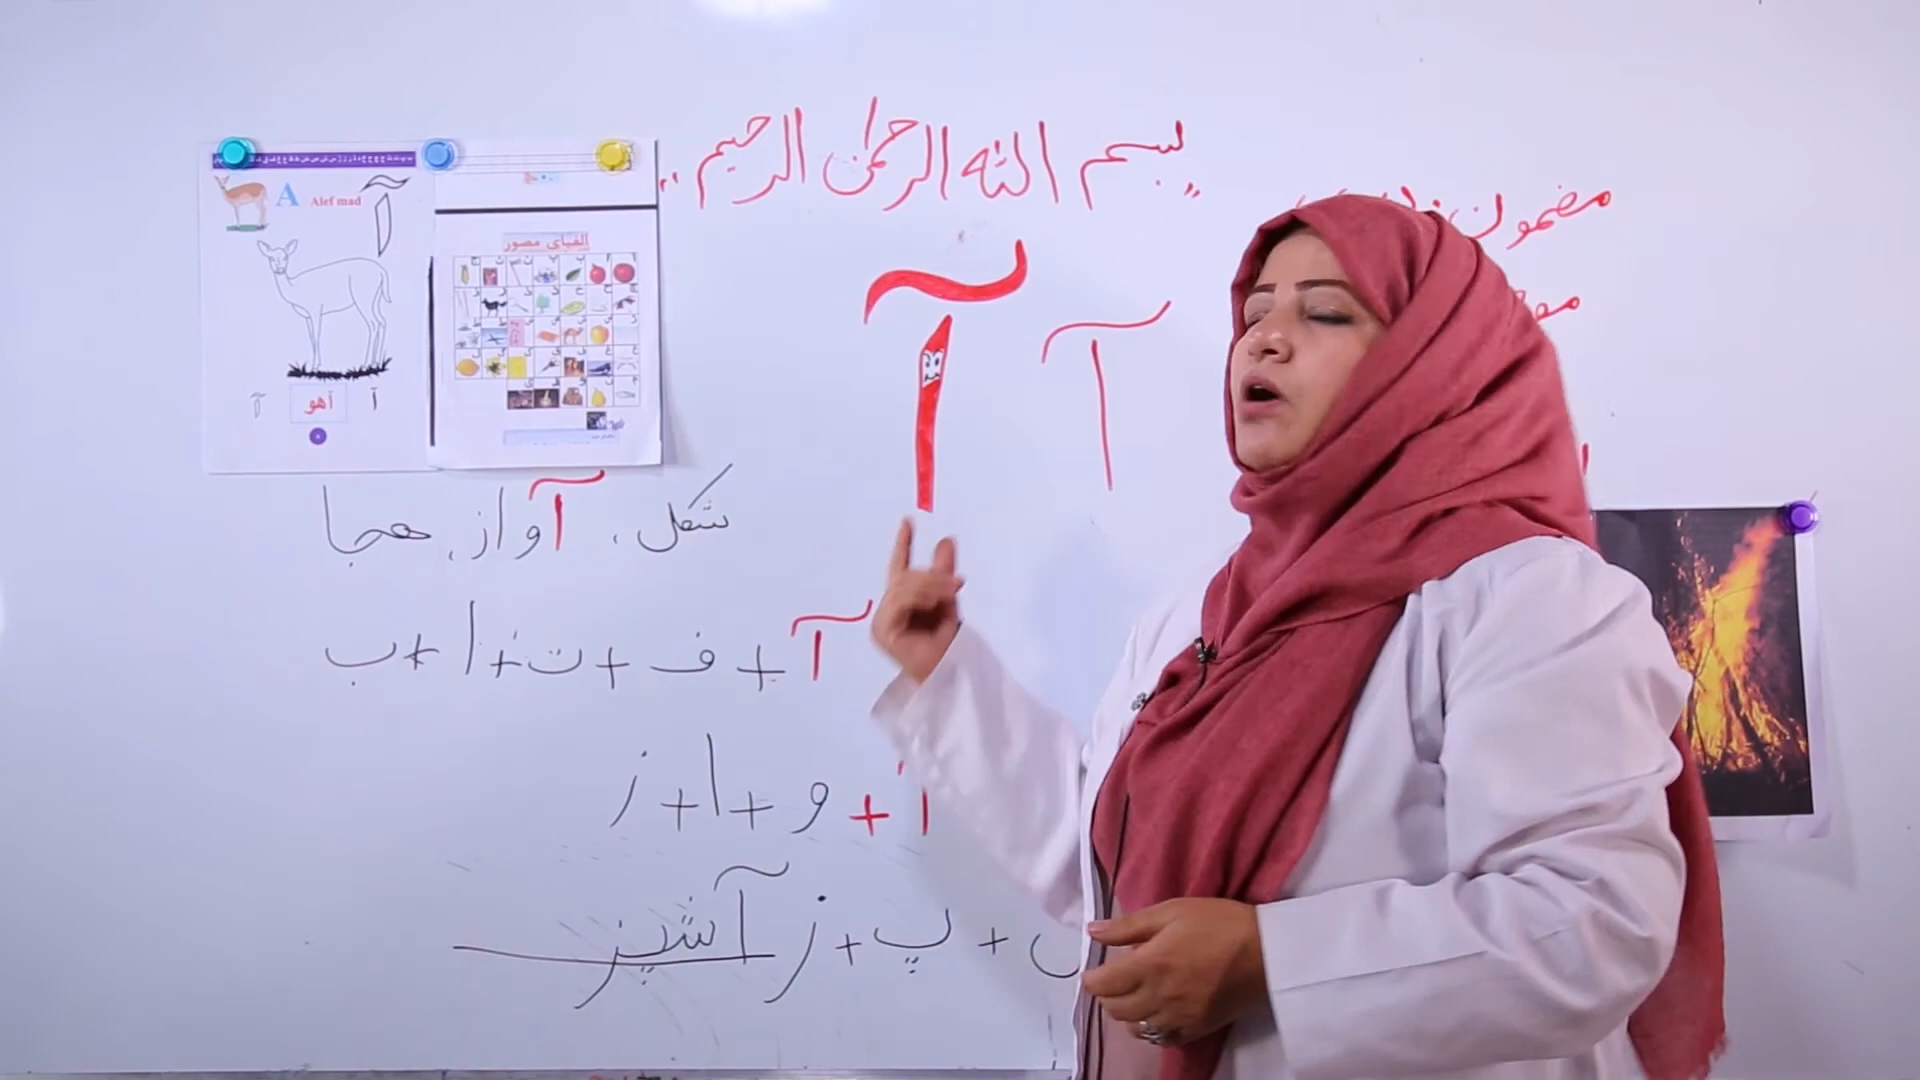 „ بسم الله الرحمن الرحیم „
مضمون:
آ آ
A Alef mad آ
آ آهو آ
الفبای مصور
شکل، آواز، هجا
آ + ف + ت + ا + ب
آ + و + ا + ز
+ پ + ز آشپز